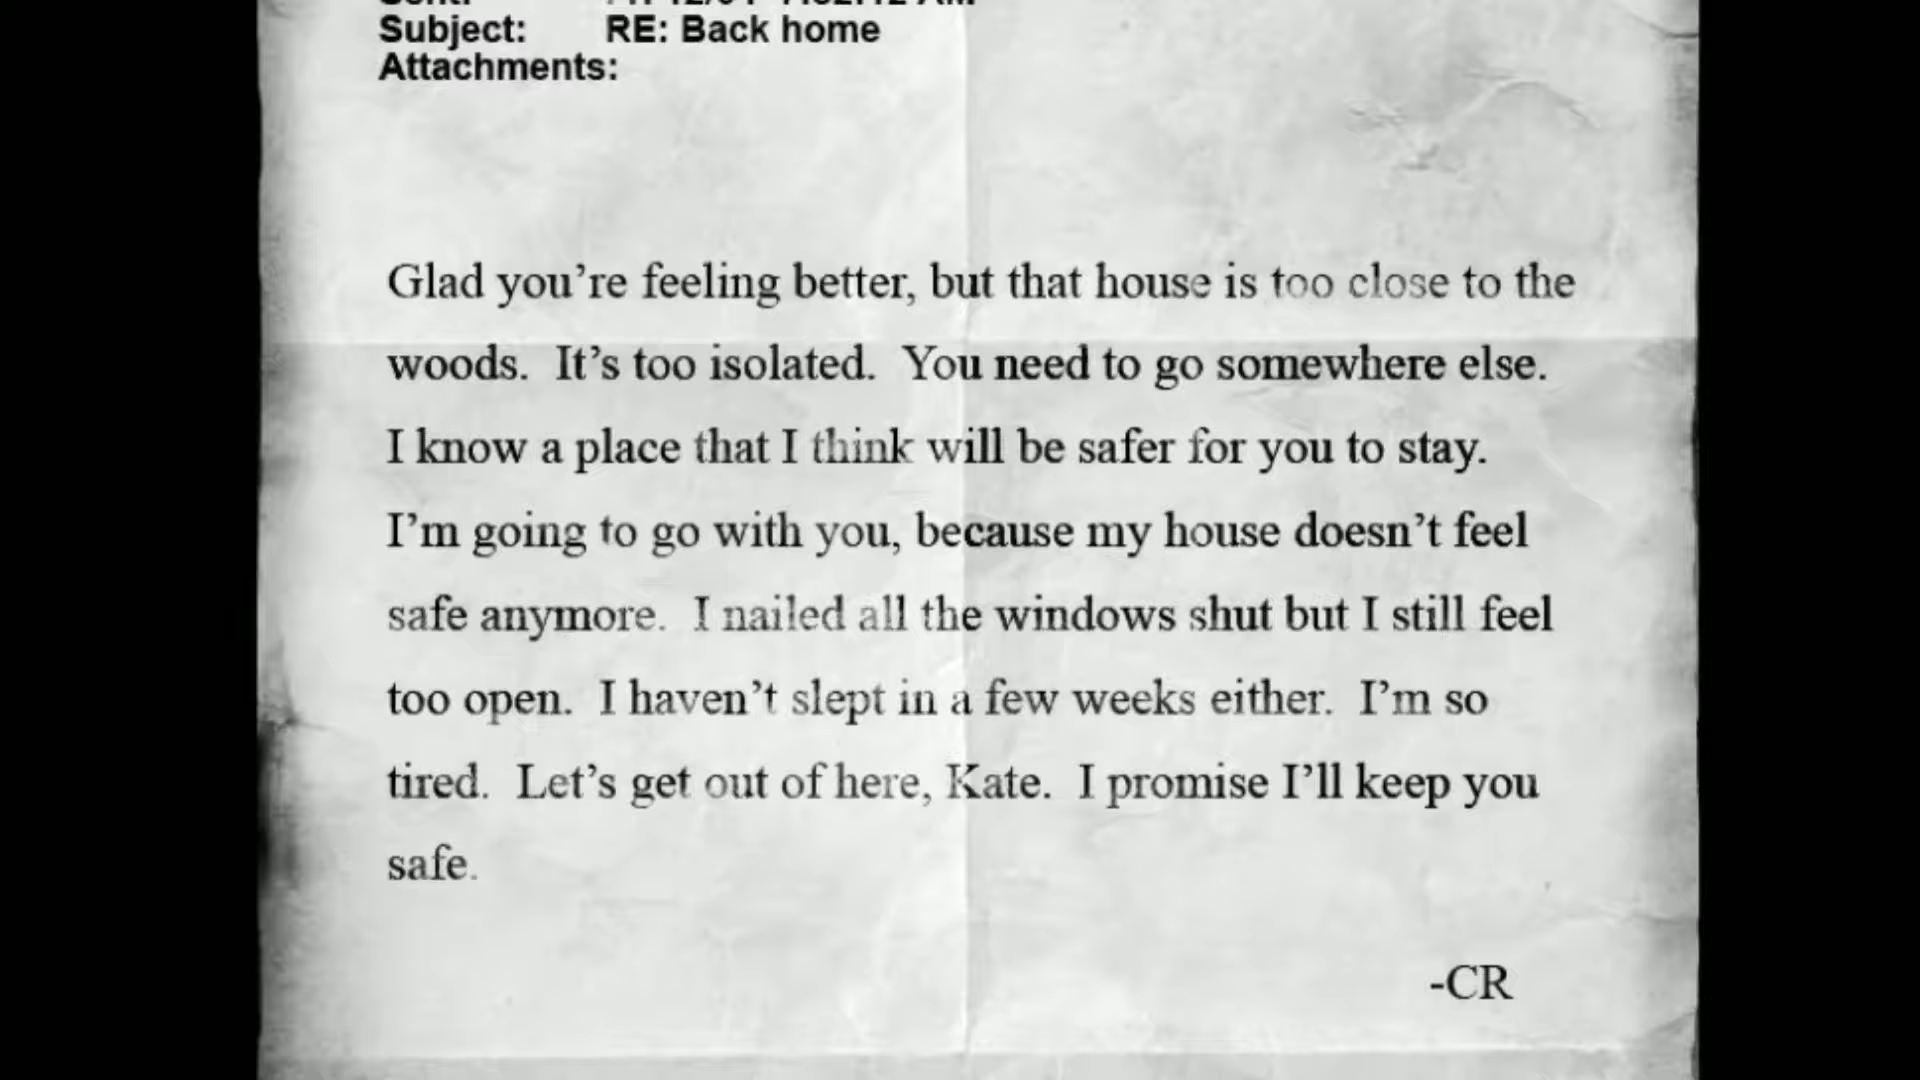 Subject: RE: Back home
Attachments:
Glad you’re feeling better, but that house is too close to the
woods.  It’s too isolated.  You need to go somewhere else.
I know a place that I think will be safer for you to stay.
I’m going to go with you, because my house doesn’t feel
safe anymore.  I nailed all the windows shut but I still feel
too open.  I haven’t slept in a few weeks either.  I’m so
tired.  Let’s get out of here, Kate.  I promise I’ll keep you
safe.
-CR